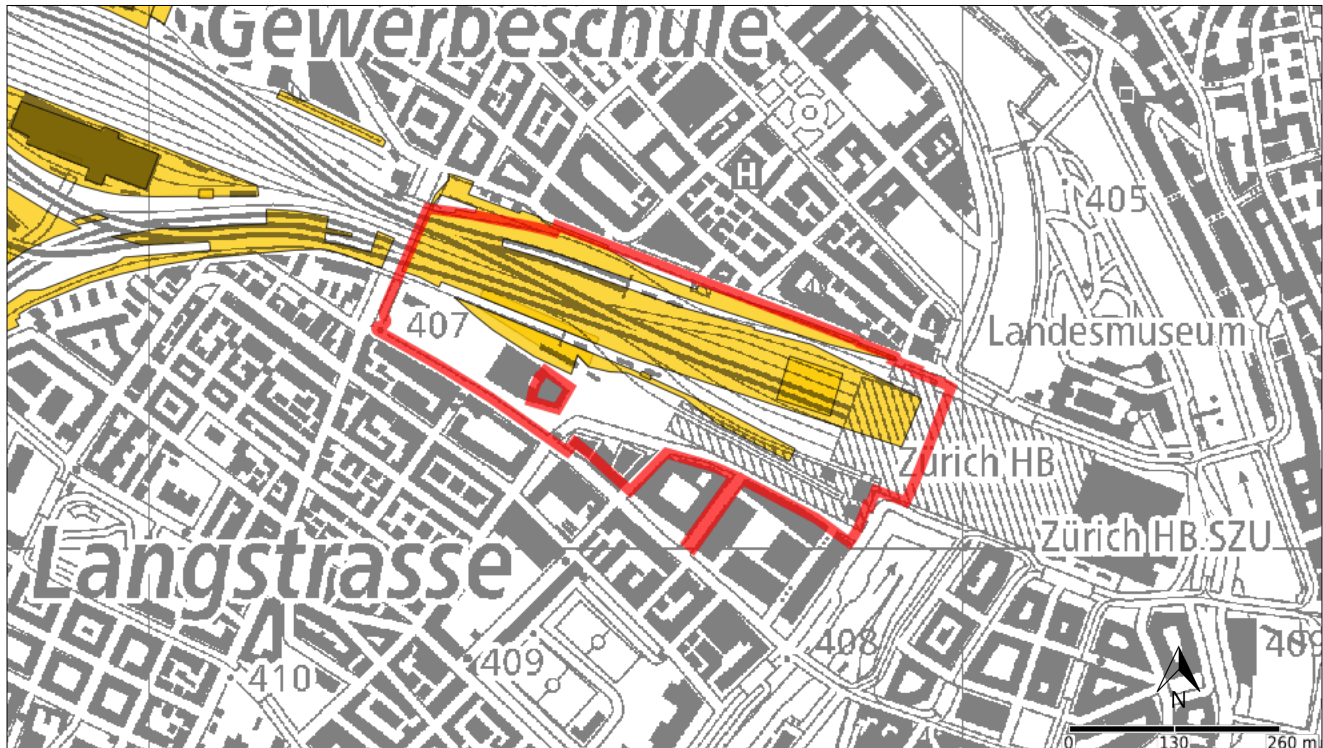 Gewerbeschule
H
405
407
Landesmuseum
Zürich HB
Zürich HB SZU
Langstrasse
408
409
409
410
N
0 130 260 m